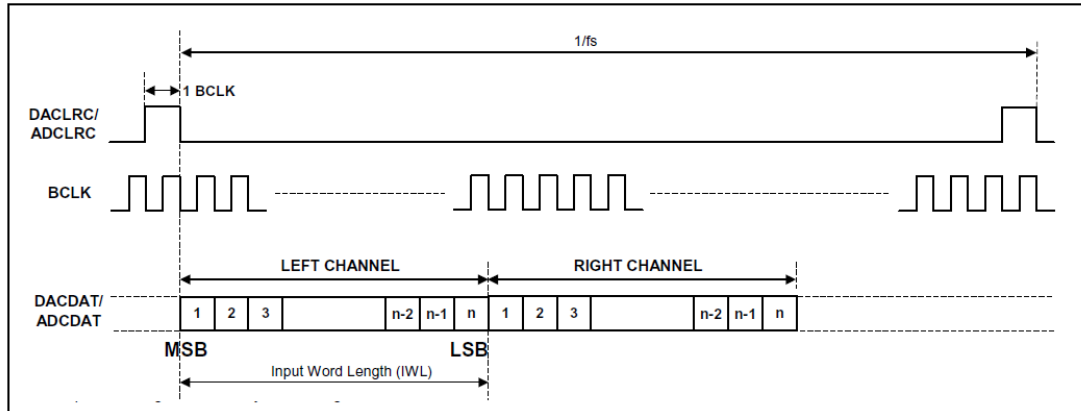 1/fs
1 BCLK
DACLRC/
ADCLRC
BCLK
LEFT CHANNEL RIGHT CHANNEL
DACDAT/
ADCDAT
1 2 3 n-2 n-1 n 1 2 3 n-2 n-1 n
MSB LSB
Input Word Length (IWL)